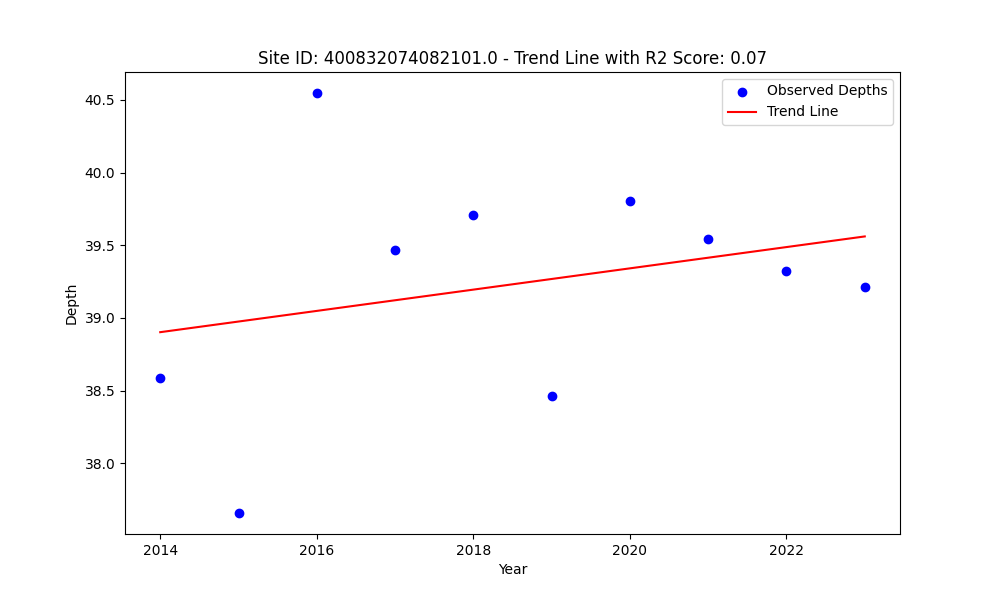 Site ID: 400832074082101.0 - Trend Line with R2 Score: 0.07
Observed Depths
Trend Line
40.5
40.0
39.5
39.0
38.5
38.0
Depth
2014
2016
2018
2020
2022
Year